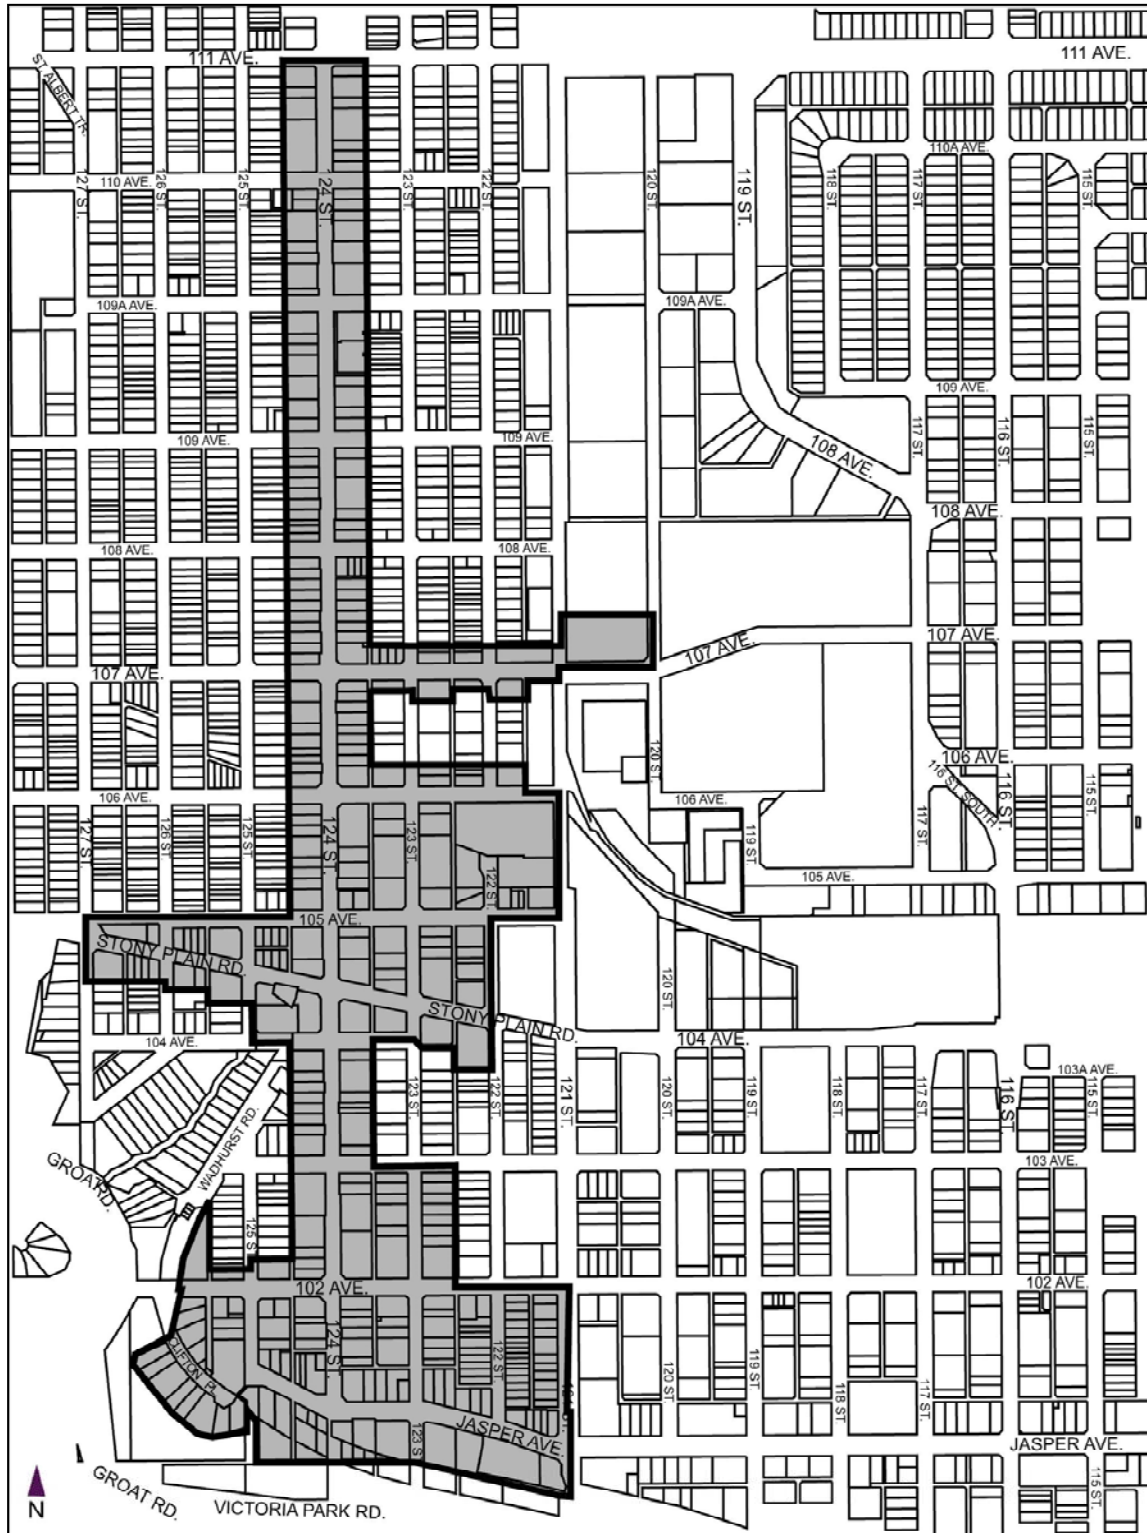 111 AVE.
111 AVE.
ST. ALBERT TR.
110A AVE.
110 AVE.
127 ST.
126 ST.
125 ST.
124 ST.
123 ST.
122 ST.
120 ST.
119 ST.
118 ST.
117 ST.
115 ST.
109A AVE.
109A AVE.
109 AVE.
109 AVE.
109 AVE.
117 ST.
116 ST.
115 ST.
108 AVE.
108 AVE.
108 AVE.
108 AVE.
107 AVE.
107 AVE.
107 AVE.
120 ST.
106 AVE.
116 ST. SOUTH
116 ST.
115 ST.
106 AVE.
106 AVE.
127 ST.
126 ST.
125 ST.
124 ST.
123 ST.
122 ST.
119 ST.
117 ST.
105 AVE.
105 AVE.
STONY PLAIN RD.
120 ST.
STONY PLAIN RD.
104 AVE.
104 AVE.
103A AVE.
123 ST.
122 ST.
121 ST.
120 ST.
119 ST.
118 ST.
117 ST.
116 ST.
115 ST.
WADHURST RD.
GROAT RD.
103 AVE.
125 S
102 AVE.
102 AVE.
CLIFTON PL.
124 ST.
122 ST.
120 ST.
119 ST.
118 ST
117 ST.
JASPER AVE.
123 S
JASPER AVE.
115 ST.
GROAT RD.
VICTORIA PARK RD.
N